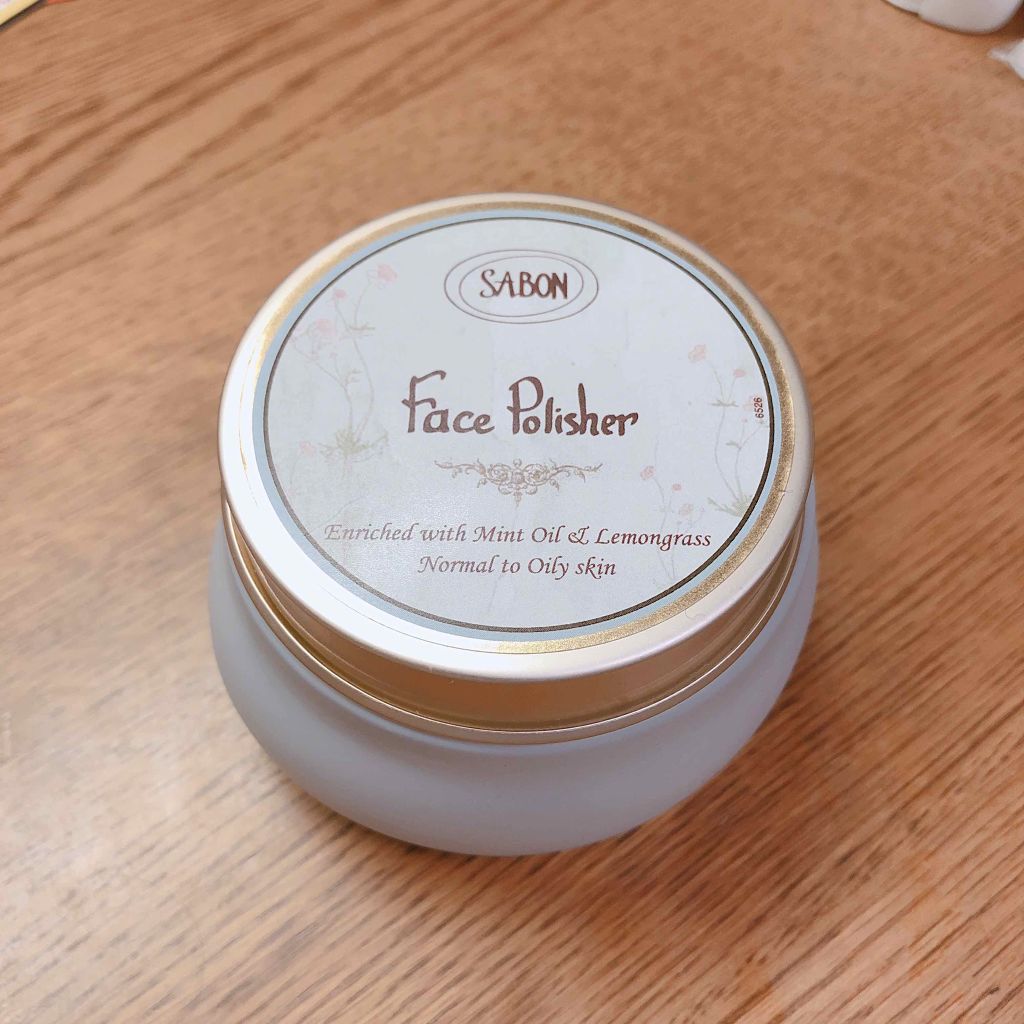 SABON
Face Polisher
6526
Enriched with Mint Oil & Lemongrass
Normal to Oily skin